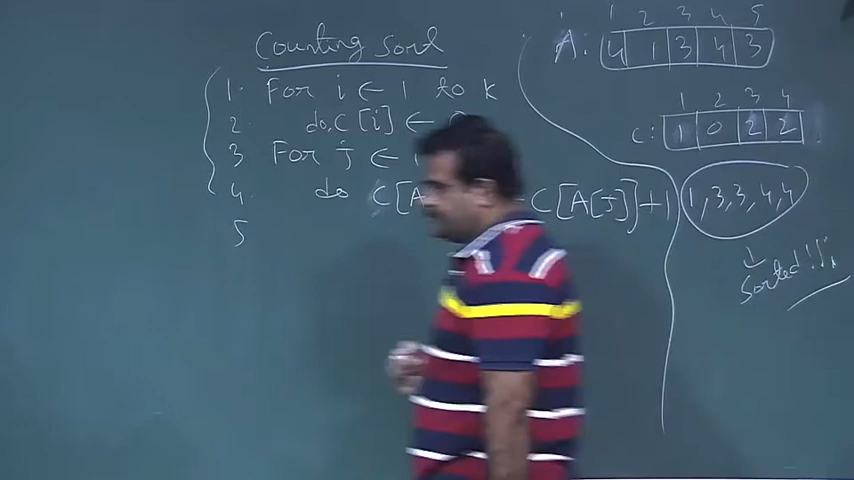 Counting Sord
1. For i ← 1 to k
2. do C[i] ←
3. For j ←
4. do C[A C[A[j]]+1
5
1 2 3 4 5
A: 4 1 3 4 3
1 2 3 4
C: 1 0 2 2
1,3,3,4,4
↓
Sorted!!!